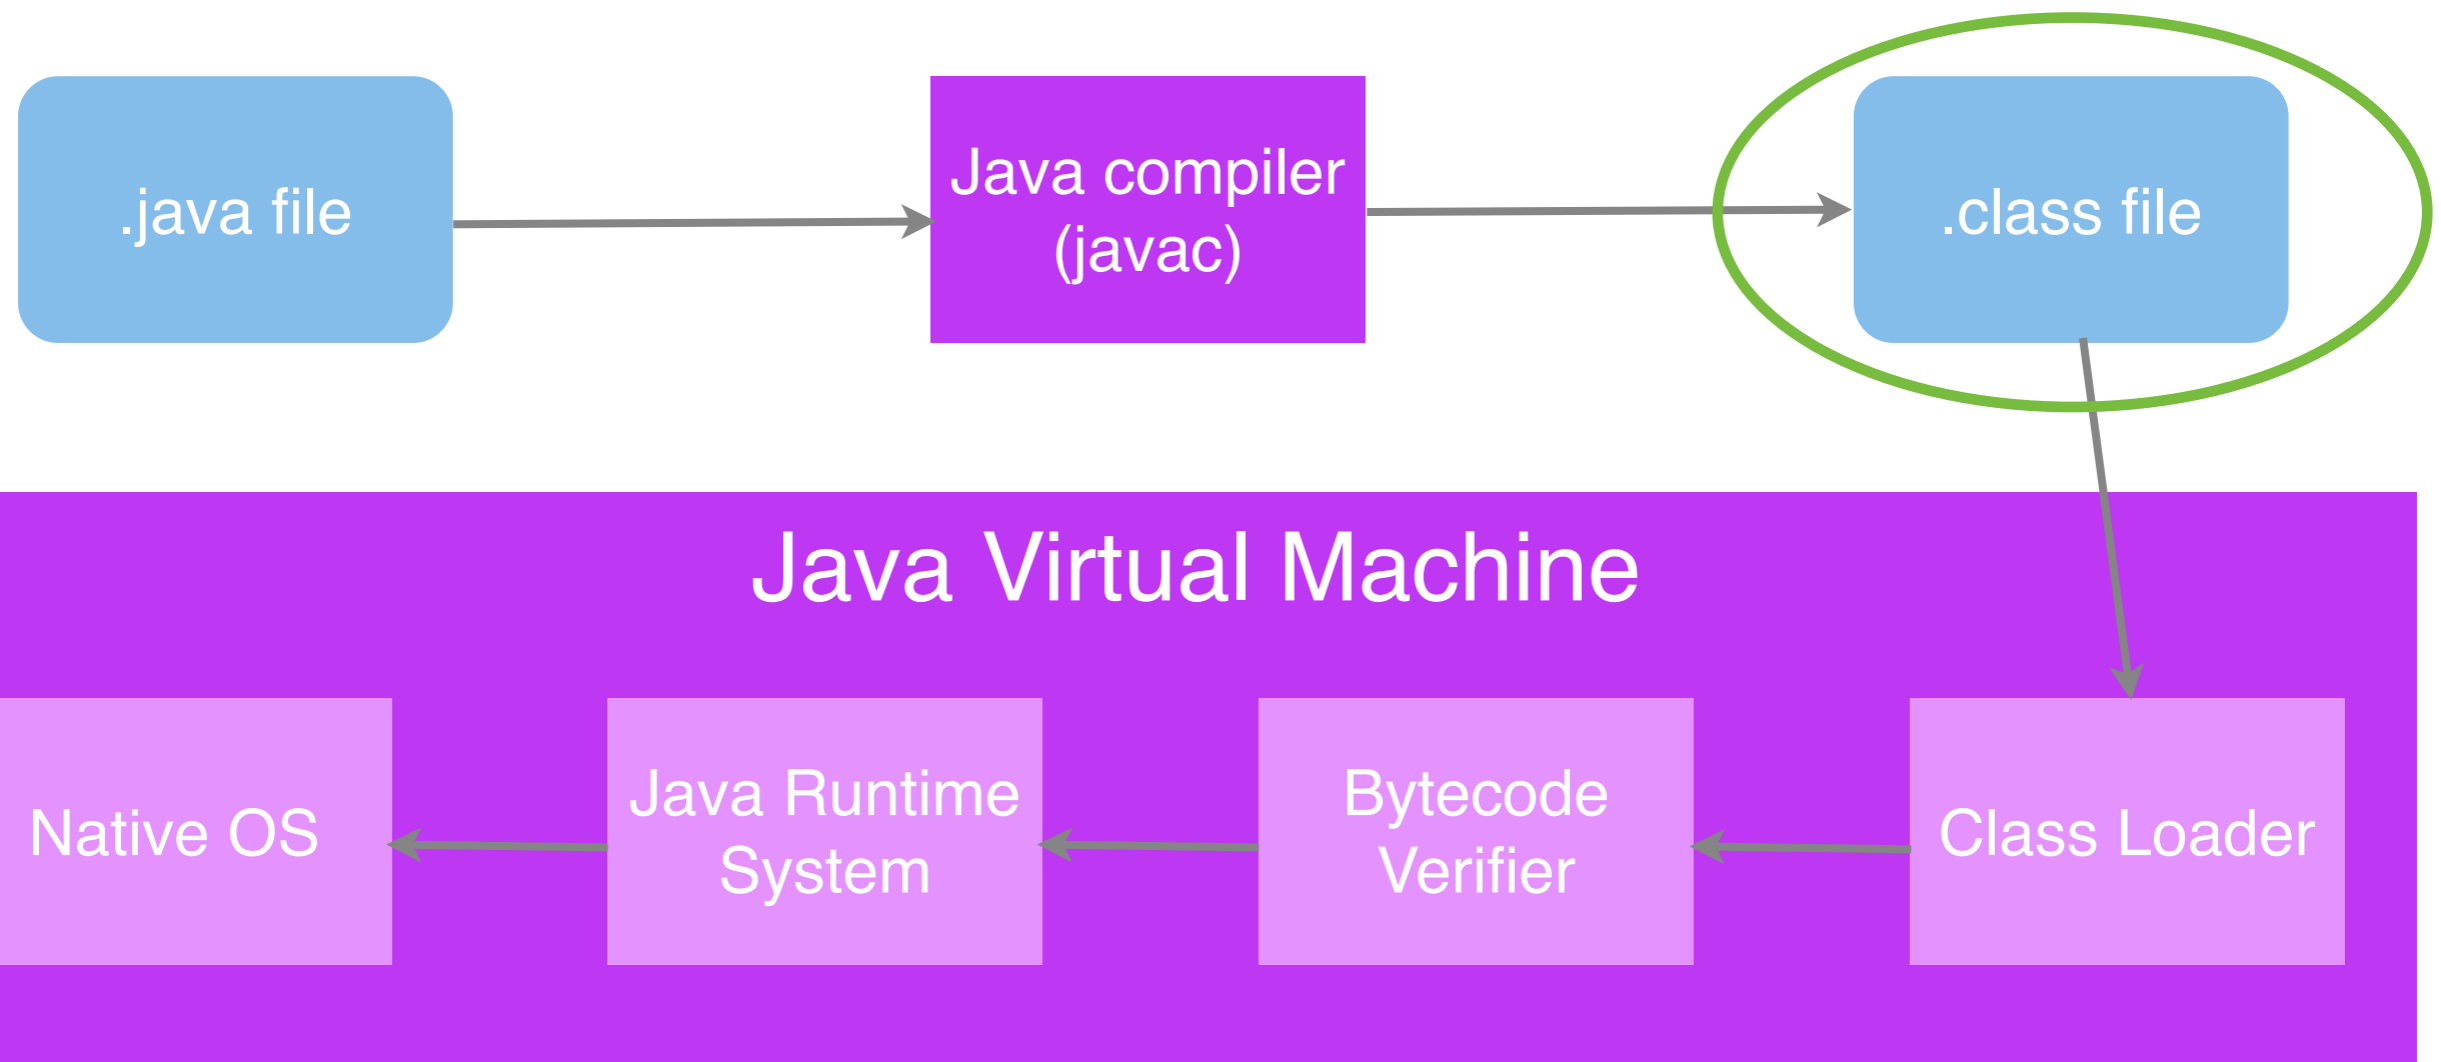 .java file
Java compiler
(javac)
.class file
Java Virtual Machine
Native OS
Java Runtime
System
Bytecode
Verifier
Class Loader